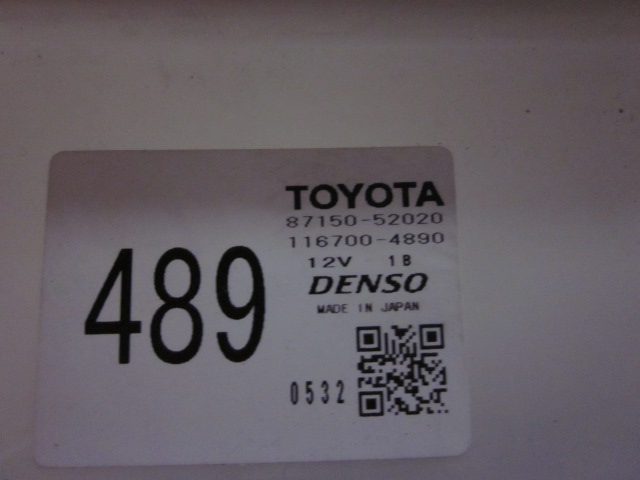 TOYOTA
87150-52020
116700-4890
489
12V 1B
DENSO
MADE IN JAPAN
0532